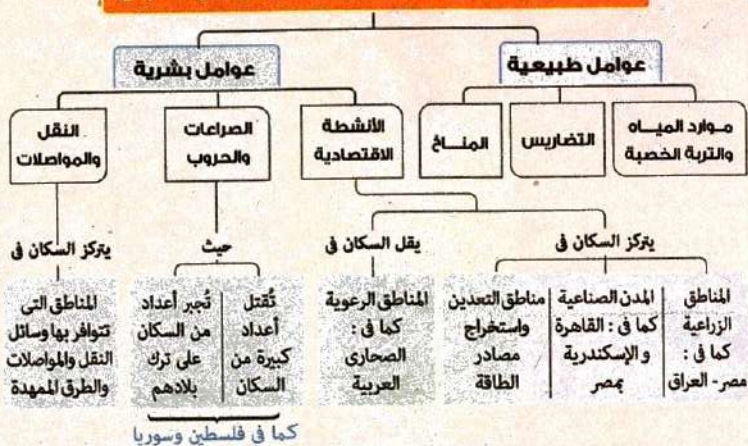 عوامل طبيعية
عوامل بشرية
موارد المياه
والتربة الخصبة
التضاريس
المناخ
الأنشطة
الاقتصادية
الصراعات
والحروب
النقل
والمواصلات
يتركز السكان فى
المناطق
الزراعية
كما فى :
مصر - العراق
المدن الصناعية
كما فى : القاهرة
و الإسكندرية
بمصر
مناطق التعدين
واستخراج
مصادر
الطاقة
يقل السكان فى
المناطق الرعوية
كما فى :
الصحارى
العربية
حيث
تُقتل
أعداد
كبيرة من
السكان
تُجبر أعداد
من السكان
على ترك
بلادهم
كما فى فلسطين وسوريا
يتركز السكان فى
المناطق التى
تتوافر بها وسائل
النقل والمواصلات
والطرق الممهدة